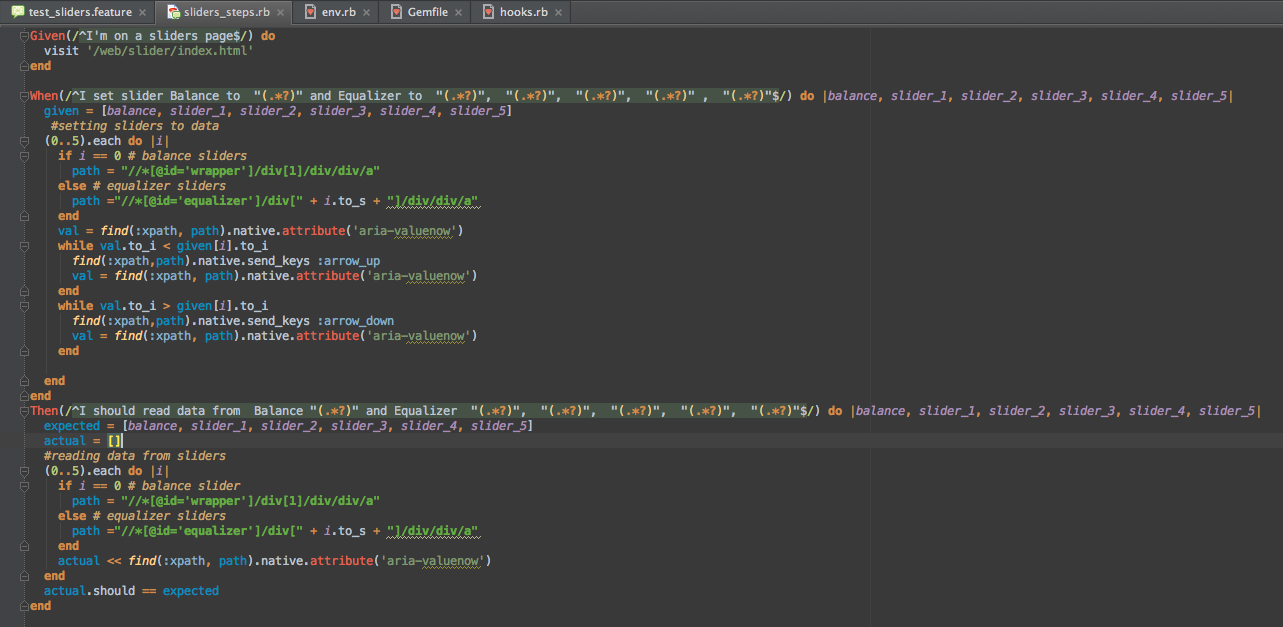 test_sliders.feature × sliders_steps.rb × env.rb × Gemfile × hooks.rb ×
Given(/^I'm on a sliders page$/) do
  visit '/web/slider/index.html'
end

When(/^I set slider Balance to  "(.*?)" and Equalizer to  "(.*?)",  "(.*?)",  "(.*?)",  "(.*?)" ,  "(.*?)"$/) do |balance, slider_1, slider_2, slider_3, slider_4, slider_5|
  given = [balance, slider_1, slider_2, slider_3, slider_4, slider_5]
   #setting sliders to data
  (0..5).each do |i|
    if i == 0 # balance sliders
      path = "//*[@id='wrapper']/div[1]/div/div/a"
    else # equalizer sliders
      path ="//*[@id='equalizer']/div[" + i.to_s + "]/div/div/a"
    end
    val = find(:xpath, path).native.attribute('aria-valuenow')
    while val.to_i < given[i].to_i
      find(:xpath,path).native.send_keys :arrow_up
      val = find(:xpath, path).native.attribute('aria-valuenow')
    end
    while val.to_i > given[i].to_i
      find(:xpath,path).native.send_keys :arrow_down
      val = find(:xpath, path).native.attribute('aria-valuenow')
    end

  end
end
Then(/^I should read data from  Balance "(.*?)" and Equalizer  "(.*?)",  "(.*?)",  "(.*?)",  "(.*?)",  "(.*?)"$/) do |balance, slider_1, slider_2, slider_3, slider_4, slider_5|
  expected = [balance, slider_1, slider_2, slider_3, slider_4, slider_5]
  actual = []
  #reading data from sliders
  (0..5).each do |i|
    if i == 0 # balance slider
      path = "//*[@id='wrapper']/div[1]/div/div/a"
    else # equalizer sliders
      path ="//*[@id='equalizer']/div[" + i.to_s + "]/div/div/a"
    end
    actual << find(:xpath, path).native.attribute('aria-valuenow')
  end
  actual.should == expected
end